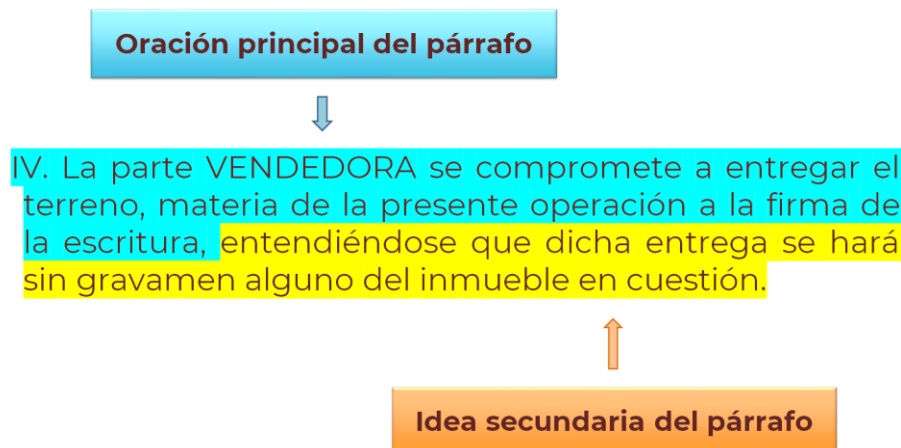 Oración principal del párrafo
IV. La parte VENDEDORA se compromete a entregar el
terreno, materia de la presente operación a la firma de
la escritura, entendiéndose que dicha entrega se hará
sin gravamen alguno del inmueble en cuestión.
Idea secundaria del párrafo